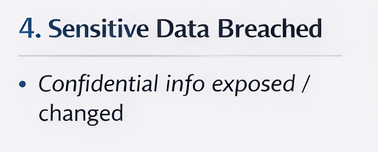 4. Sensitive Data Breached
• Confidential info exposed /
changed